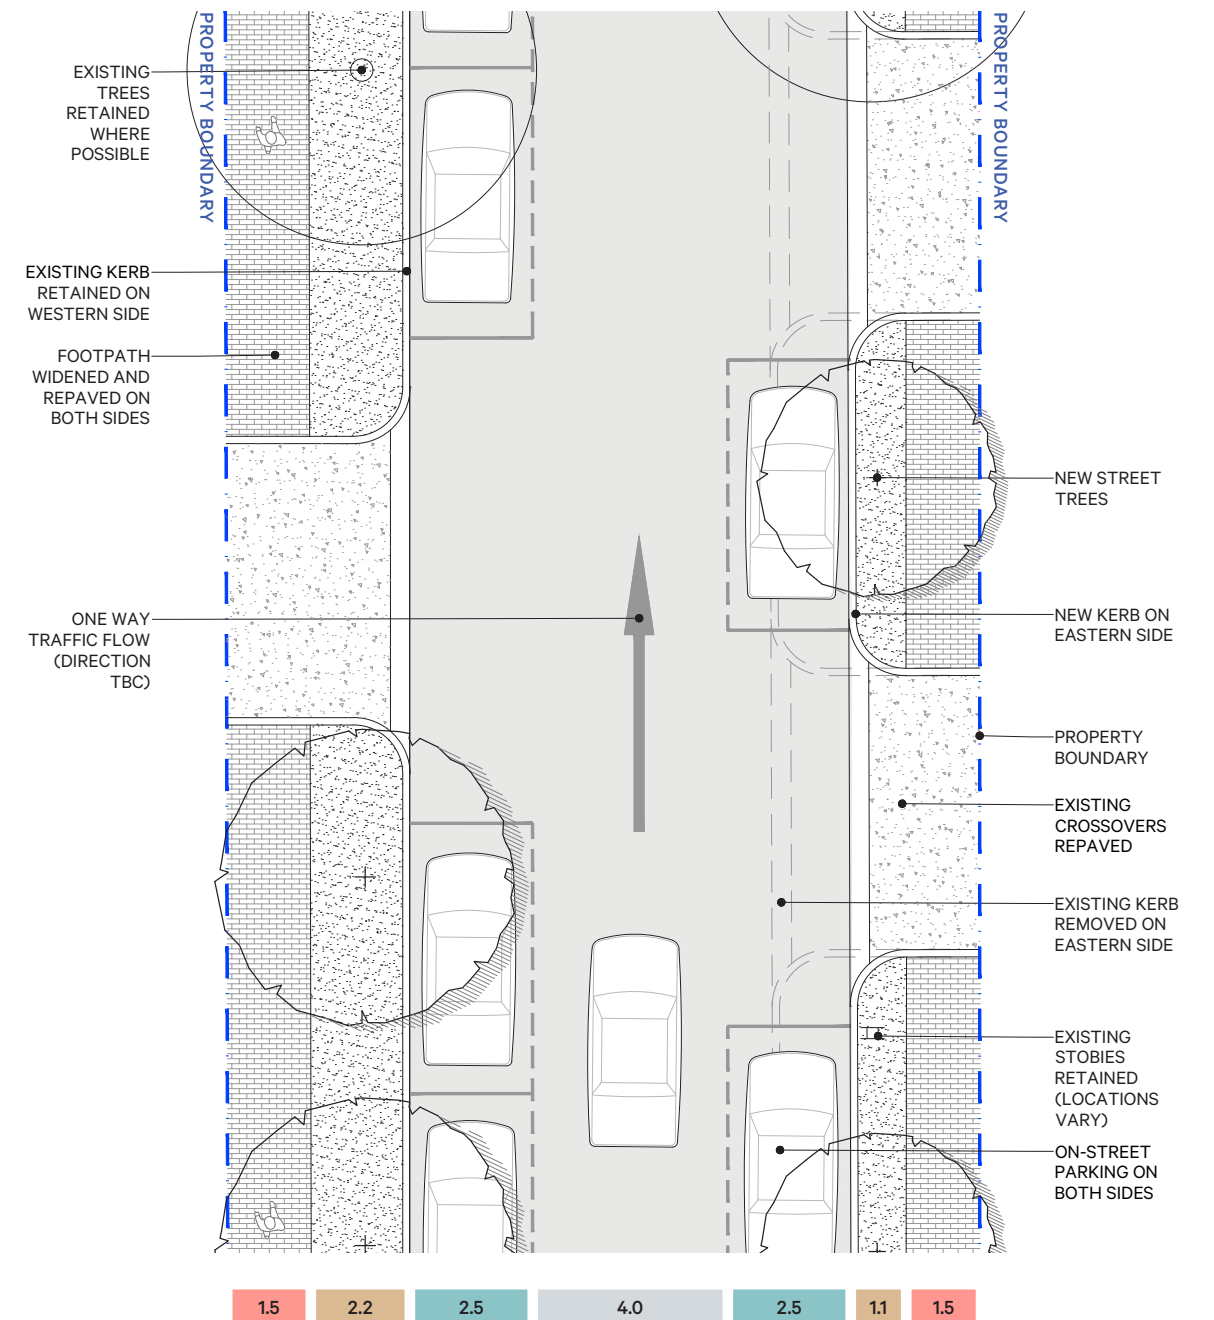 PROPERTY BOUNDARY
PROPERTY BOUNDARY
EXISTING
TREES
RETAINED
WHERE
POSSIBLE
EXISTING KERB
RETAINED ON
WESTERN SIDE
FOOTPATH
WIDENED AND
REPAVED ON
BOTH SIDES
ONE WAY
TRAFFIC FLOW
(DIRECTION
TBC)
NEW STREET
TREES
NEW KERB ON
EASTERN SIDE
PROPERTY
BOUNDARY
EXISTING
CROSSOVERS
REPAVED
EXISTING KERB
REMOVED ON
EASTERN SIDE
EXISTING
STOBIES
RETAINED
(LOCATIONS
VARY)
ON-STREET
PARKING ON
BOTH SIDES
1.5 2.2 2.5 4.0 2.5 1.1 1.5